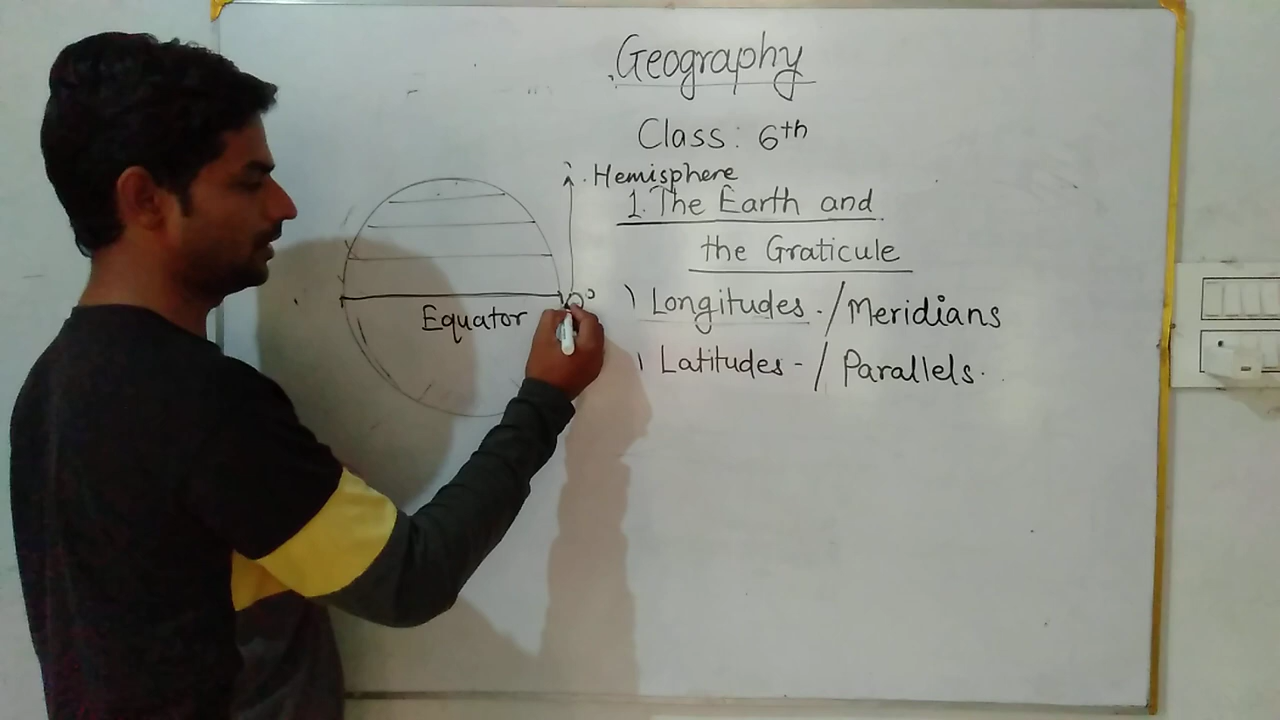 Geography
Class: 6th
Hemisphere
1. The Earth and
the Graticule
) Longitudes. / Meridians
) Latitudes - / Parallels.
Equator
0°